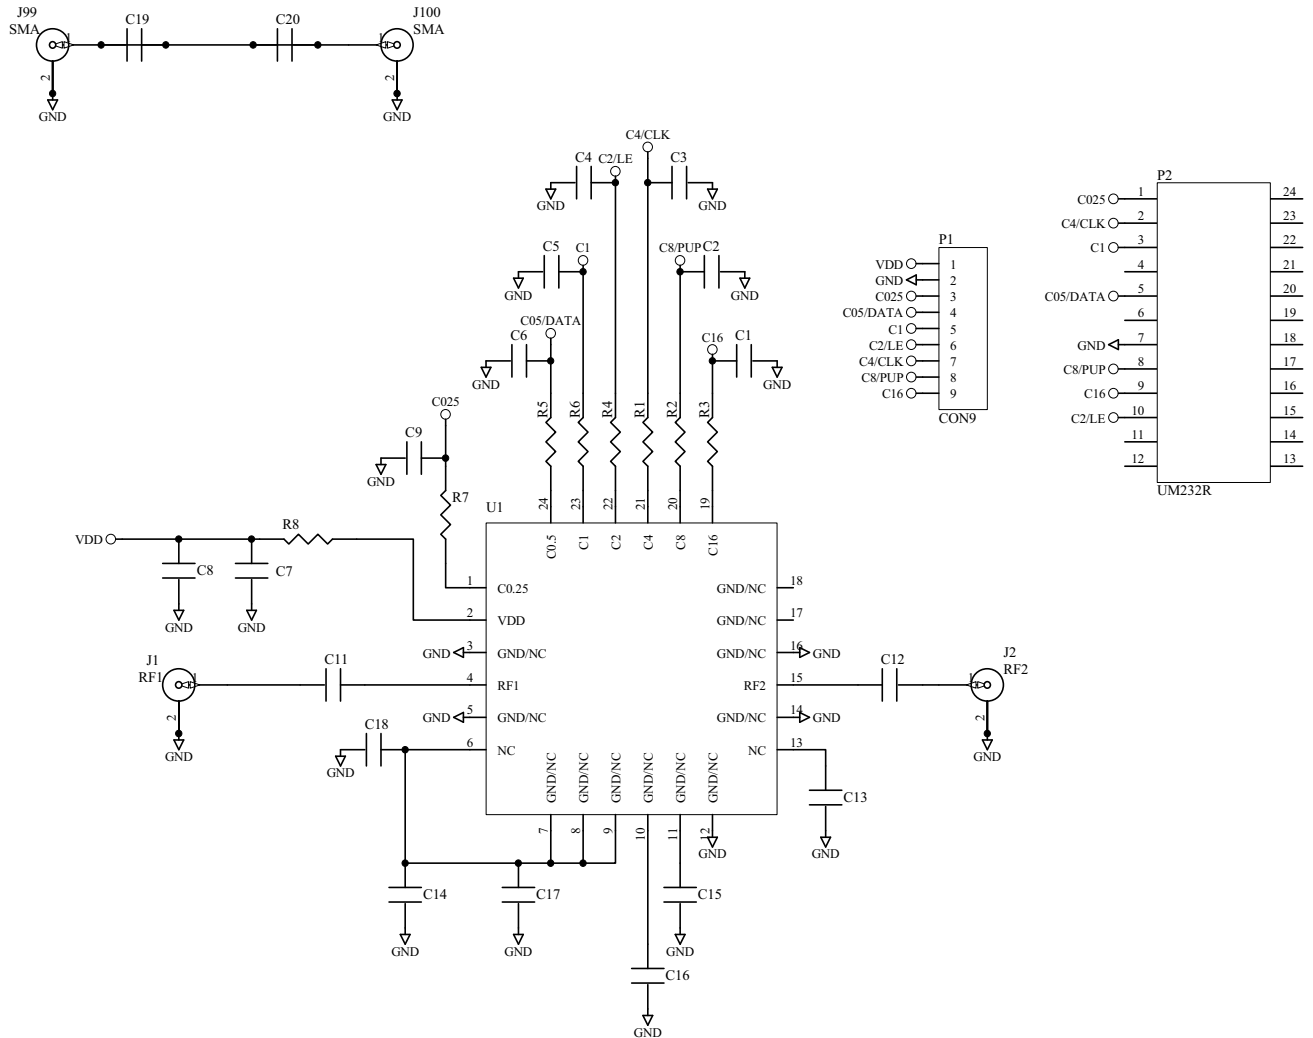 J99
SMA
C19
C20
J100
SMA
1
1
2
2
GND
GND
C4/CLK
C4
C2/LE
C3
GND
GND
C5
C1
C8/PUP
C2
GND
GND
C05/DATA
C6
C16
C1
GND
GND
C025
R5
R6
R4
R1
R2
R3
C9
GND
R7
U1
24
23
22
21
20
19
C0.5
C1
C2
C4
C8
C16
VDD
R8
C8
C7
GND
GND
1
C0.25
GND/NC
18
2
VDD
GND/NC
17
GND
3
GND/NC
GND/NC
16
GND
J1
RF1
1
C11
4
RF1
RF2
15
C12
1
J2
RF2
2
GND
GND
5
GND/NC
GND/NC
14
GND
2
GND
C18
GND
6
NC
NC
13
GND/NC
GND/NC
GND/NC
GND/NC
GND/NC
GND/NC
C13
GND
7
8
9
10
11
12
GND
C14
C17
C15
GND
GND
GND
C16
GND
P1
VDD
1
GND
2
C025
3
C05/DATA
4
C1
5
C2/LE
6
C4/CLK
7
C8/PUP
8
C16
9
CON9
P2
C025
1
24
C4/CLK
2
23
C1
3
22
4
21
C05/DATA
5
20
6
19
GND
7
18
C8/PUP
8
17
C16
9
16
C2/LE
10
15
11
14
12
13
UM232R